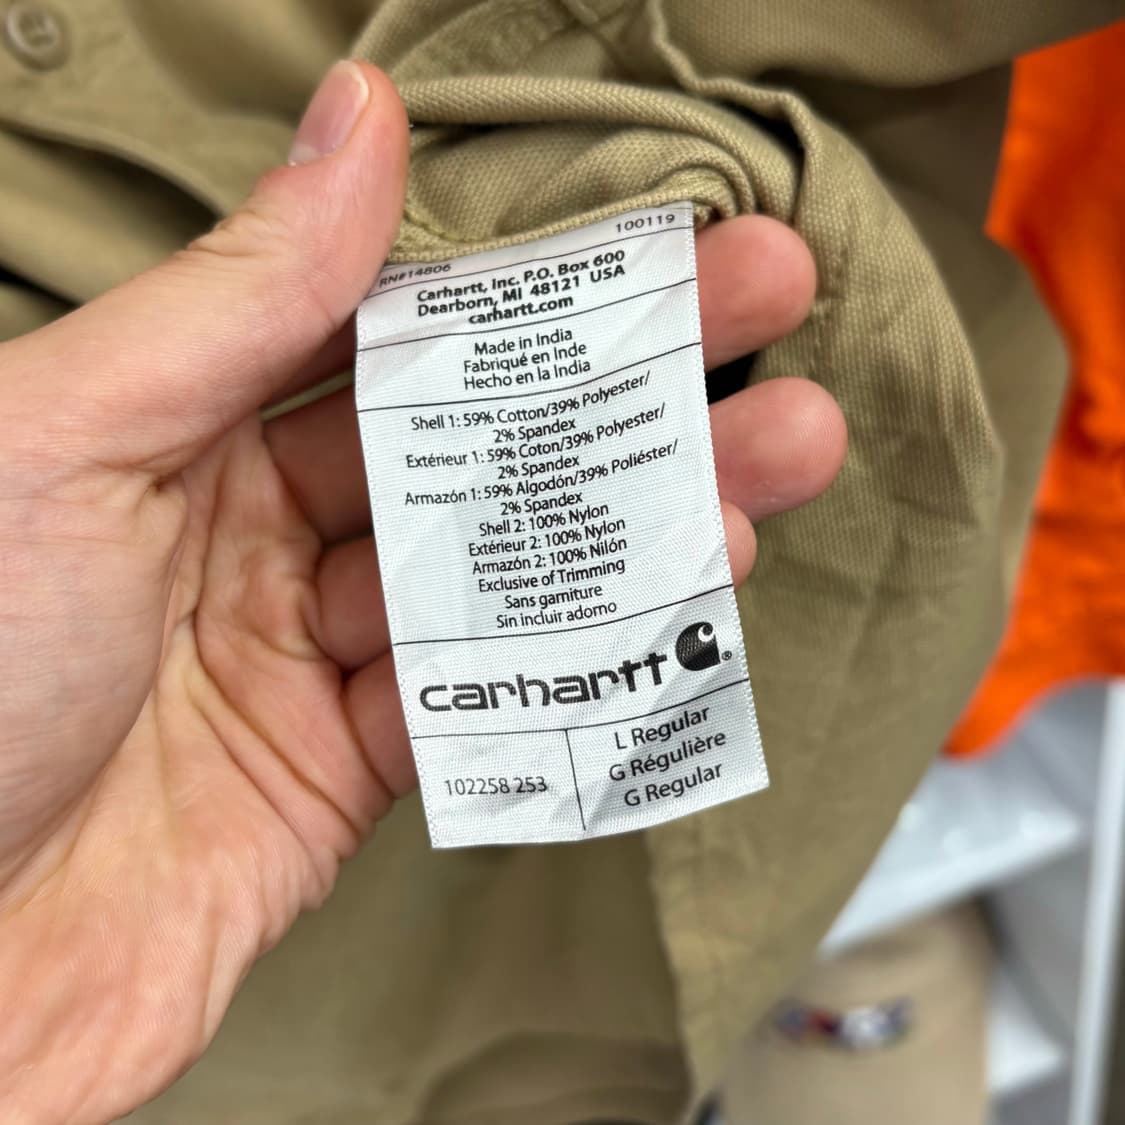 RN#14806 100119
Carhartt, Inc. P.O. Box 600
Dearborn, MI 48121 USA
carhartt.com
Made in India
Fabriqué en Inde
Hecho en la India
Shell 1: 59% Cotton/39% Polyester/
2% Spandex
Extérieur 1: 59% Coton/39% Polyester/
2% Spandex
Armazón 1: 59% Algodón/39% Poliéster/
2% Spandex
Shell 2: 100% Nylon
Extérieur 2: 100% Nylon
Armazón 2: 100% Nilón
Exclusive of Trimming
Sans garniture
Sin incluir adorno
carhartt ®
102258 253
L Regular
G Régulière
G Regular